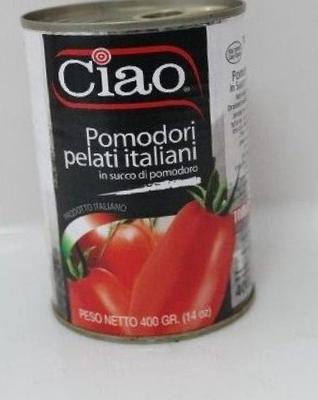 Ciao
Pomodori
pelati italiani
in succo di pomodoro
PRODOTTO ITALIANO
PESO NETTO 400 GR. (14 oz)